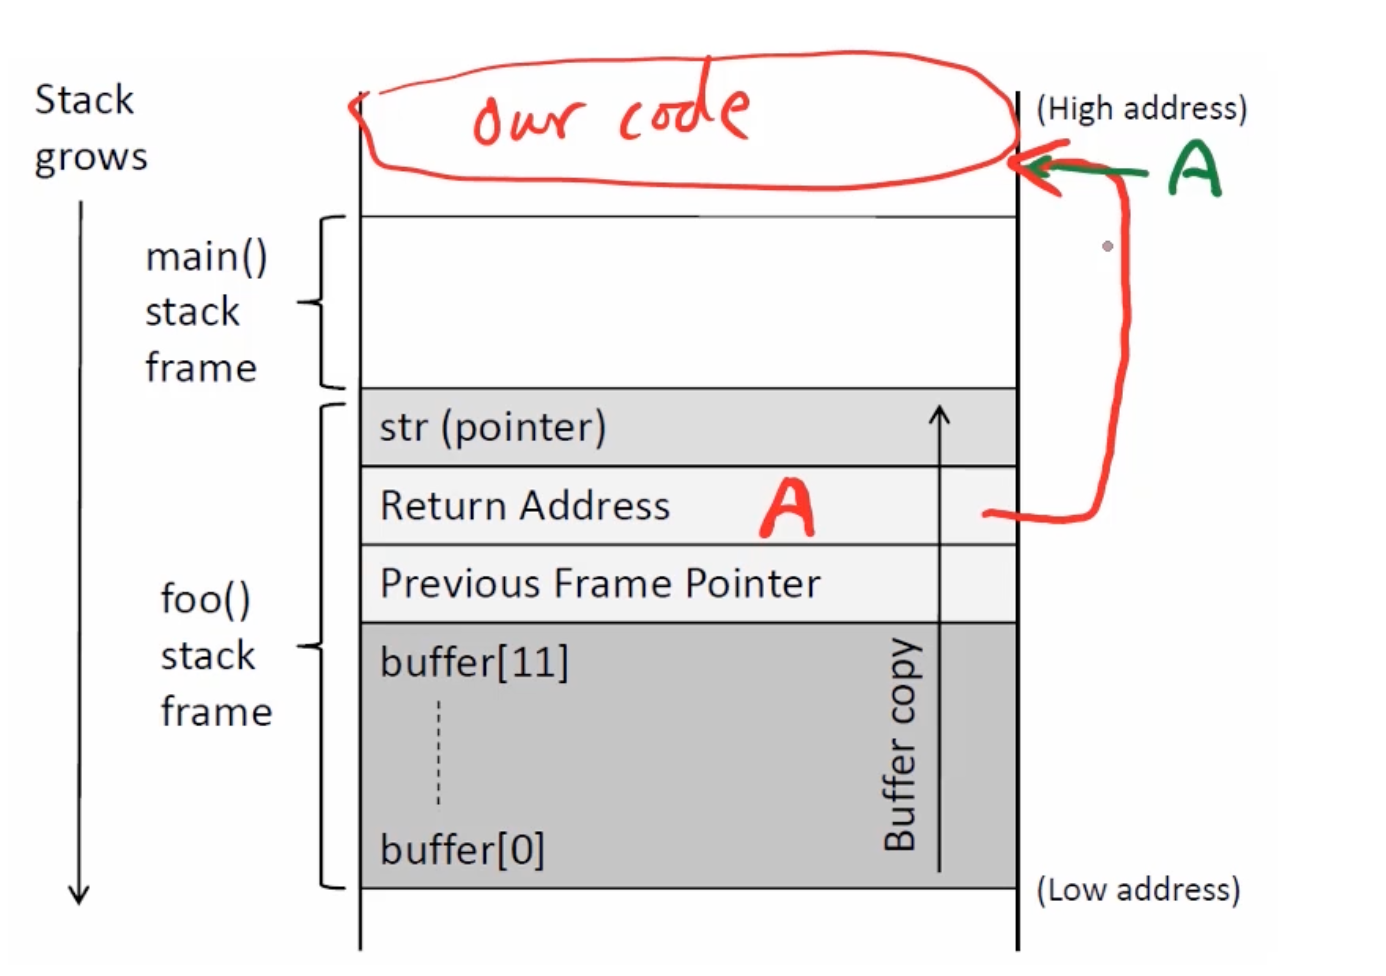 Stack
grows
our code
(High address)
A
main()
stack
frame
str (pointer)
Return Address A
Previous Frame Pointer
foo()
stack
frame
buffer[11]
Buffer copy
buffer[0]
(Low address)